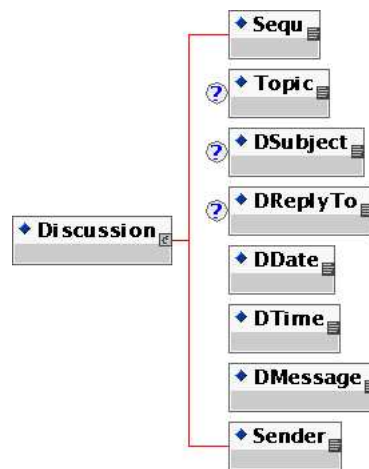 Sequ
? Topic
? DSubject
? DReplyTo
Discussion
DDate
DTime
DMessage
Sender